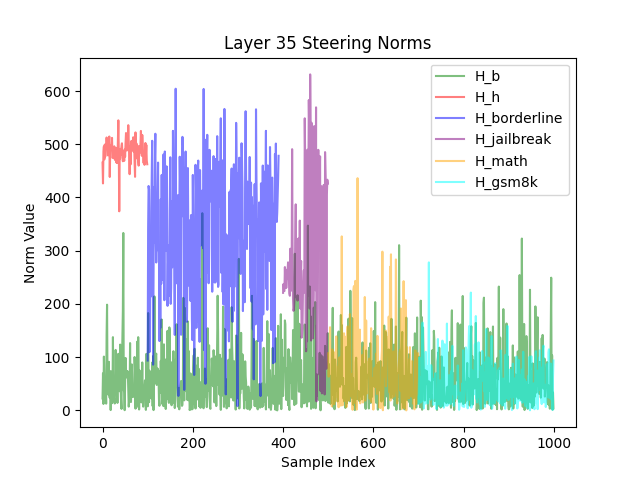 Layer 35 Steering Norms
H_b
H_h
H_borderline
H_jailbreak
H_math
H_gsm8k
Norm Value
600
500
400
300
200
100
0
0 200 400 600 800 1000
Sample Index